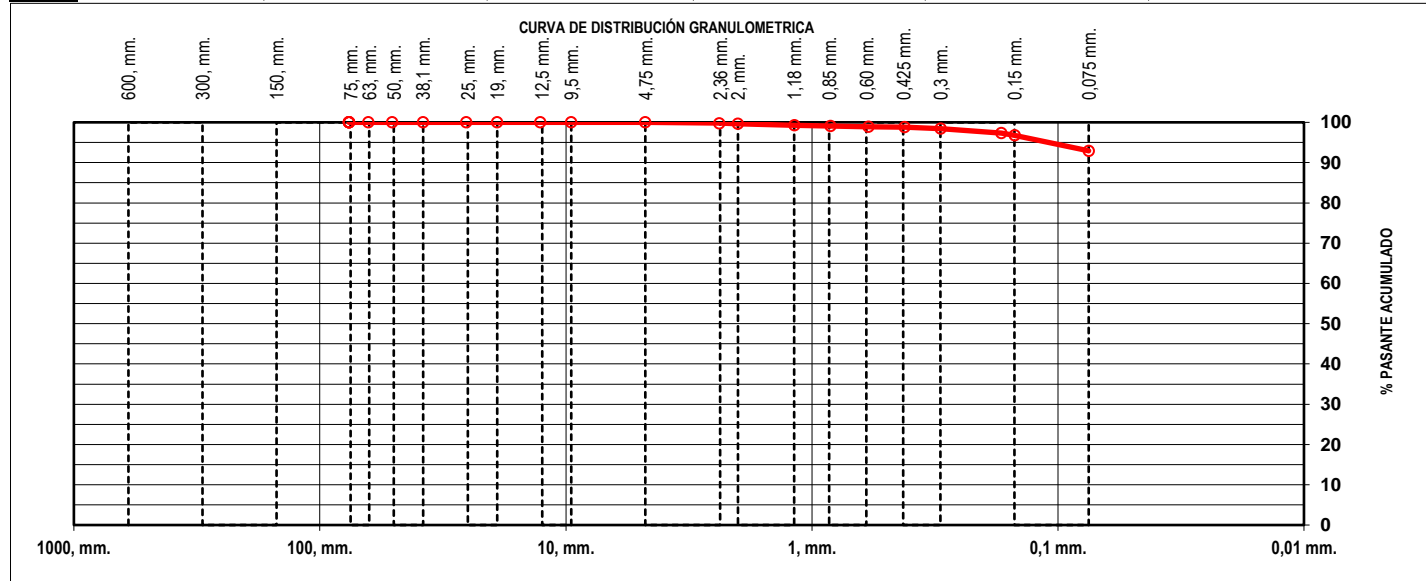 CURVA DE DISTRIBUCIÓN GRANULOMETRICA
600, mm.
300, mm.
150, mm.
75, mm.
63, mm.
50, mm.
38,1 mm.
25, mm.
19, mm.
12,5 mm.
9,5 mm.
4,75 mm.
2,36 mm.
2, mm.
1,18 mm.
0,85 mm.
0,60 mm.
0,425 mm.
0,3 mm.
0,15 mm.
0,075 mm.
100
90
80
70
60
50
40
30
20
10
0
% PASANTE ACUMULADO
1000, mm.
100, mm.
10, mm.
1, mm.
0,1 mm.
0,01 mm.